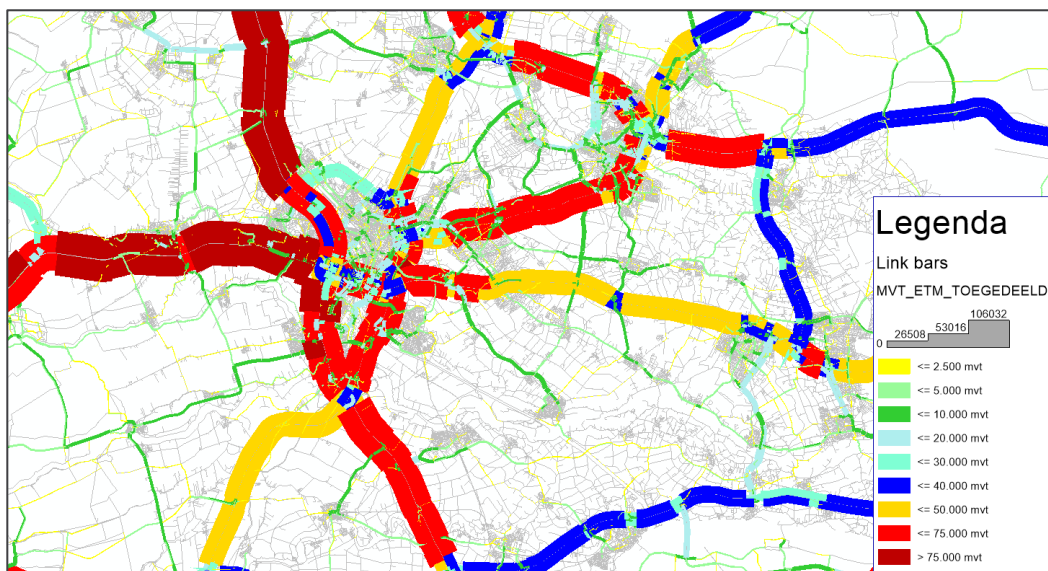 Legenda
Link bars
MVT_ETM_TOEGEDEELD
106032
53016
26508
0
<= 2.500 mvt
<= 5.000 mvt
<= 10.000 mvt
<= 20.000 mvt
<= 30.000 mvt
<= 40.000 mvt
<= 50.000 mvt
<= 75.000 mvt
> 75.000 mvt